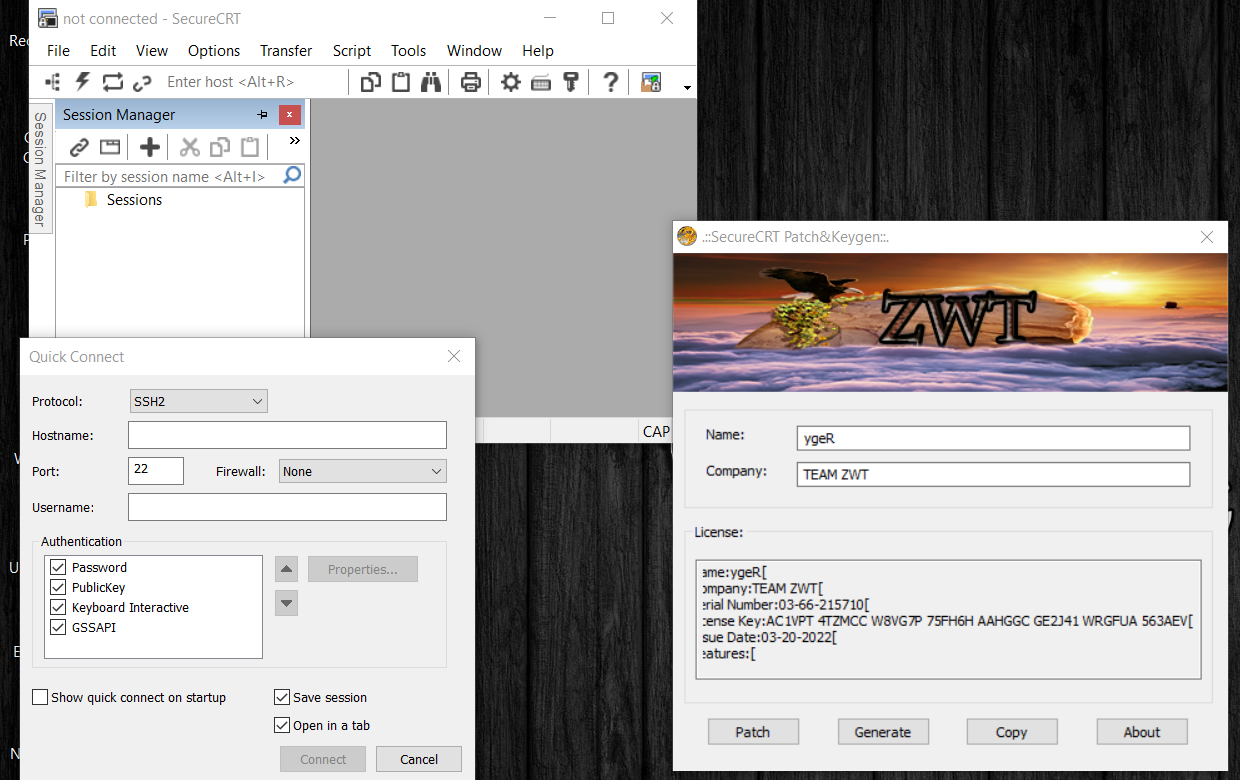 not connected - SecureCRT
File Edit View Options Transfer Script Tools Window Help
Enter host <Alt+R>
Session Manager
Session Manager
Filter by session name <Alt+I>
Sessions
CAP
Quick Connect
Protocol: SSH2
Hostname:
Port: 22 Firewall: None
Username:
Authentication
Password
PublicKey
Keyboard Interactive
GSSAPI
Properties...
Show quick connect on startup
Save session
Open in a tab
Connect Cancel
.::SecureCRT Patch&Keygen::.
ZWT
Name: ygeR
Company: TEAM ZWT
License:
ame:ygeR[
ompany:TEAM ZWT[
erial Number:03-66-215710[
cense Key:AC1VPT 4TZMCC W8VG7P 75FH6H AAHGGC GE2J41 WRGFUA 563AEV[
sue Date:03-20-2022[
eatures:[
Patch Generate Copy About